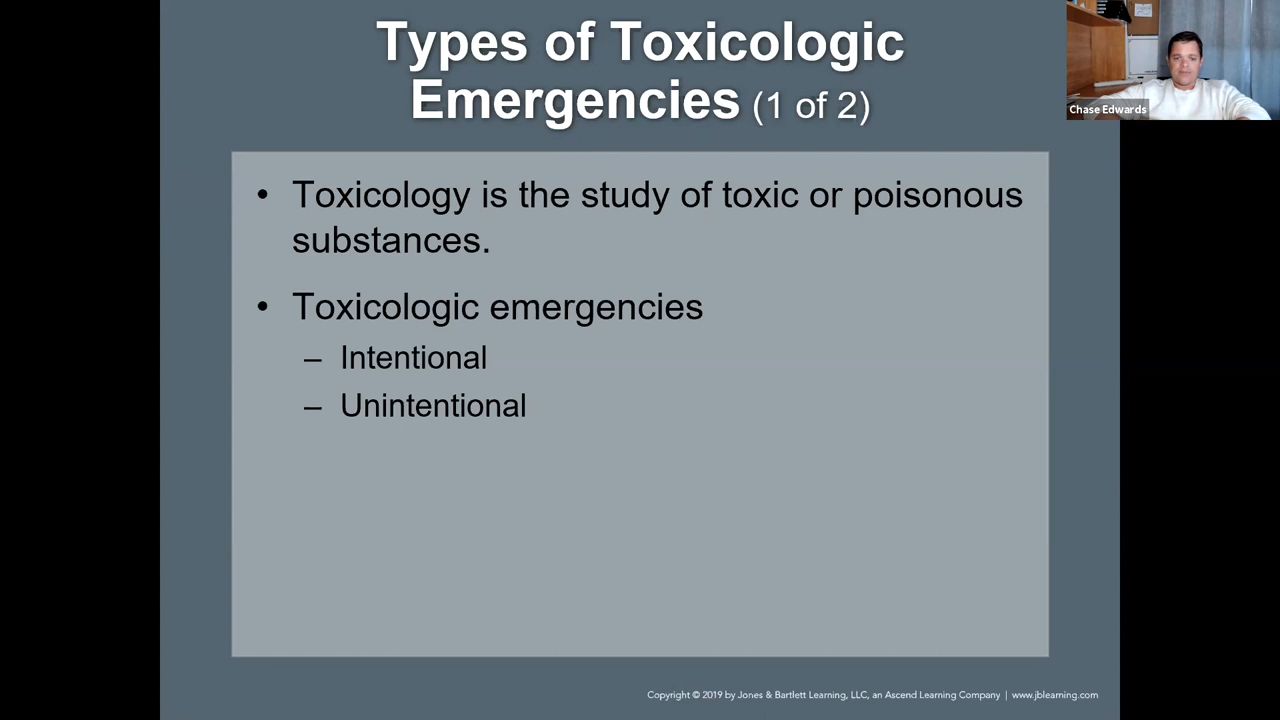 Types of Toxicologic
Emergencies (1 of 2)
Chase Edwards
• Toxicology is the study of toxic or poisonous
substances.
• Toxicologic emergencies
– Intentional
– Unintentional
Copyright © 2019 by Jones & Bartlett Learning, LLC, an Ascend Learning Company | www.jblearning.com